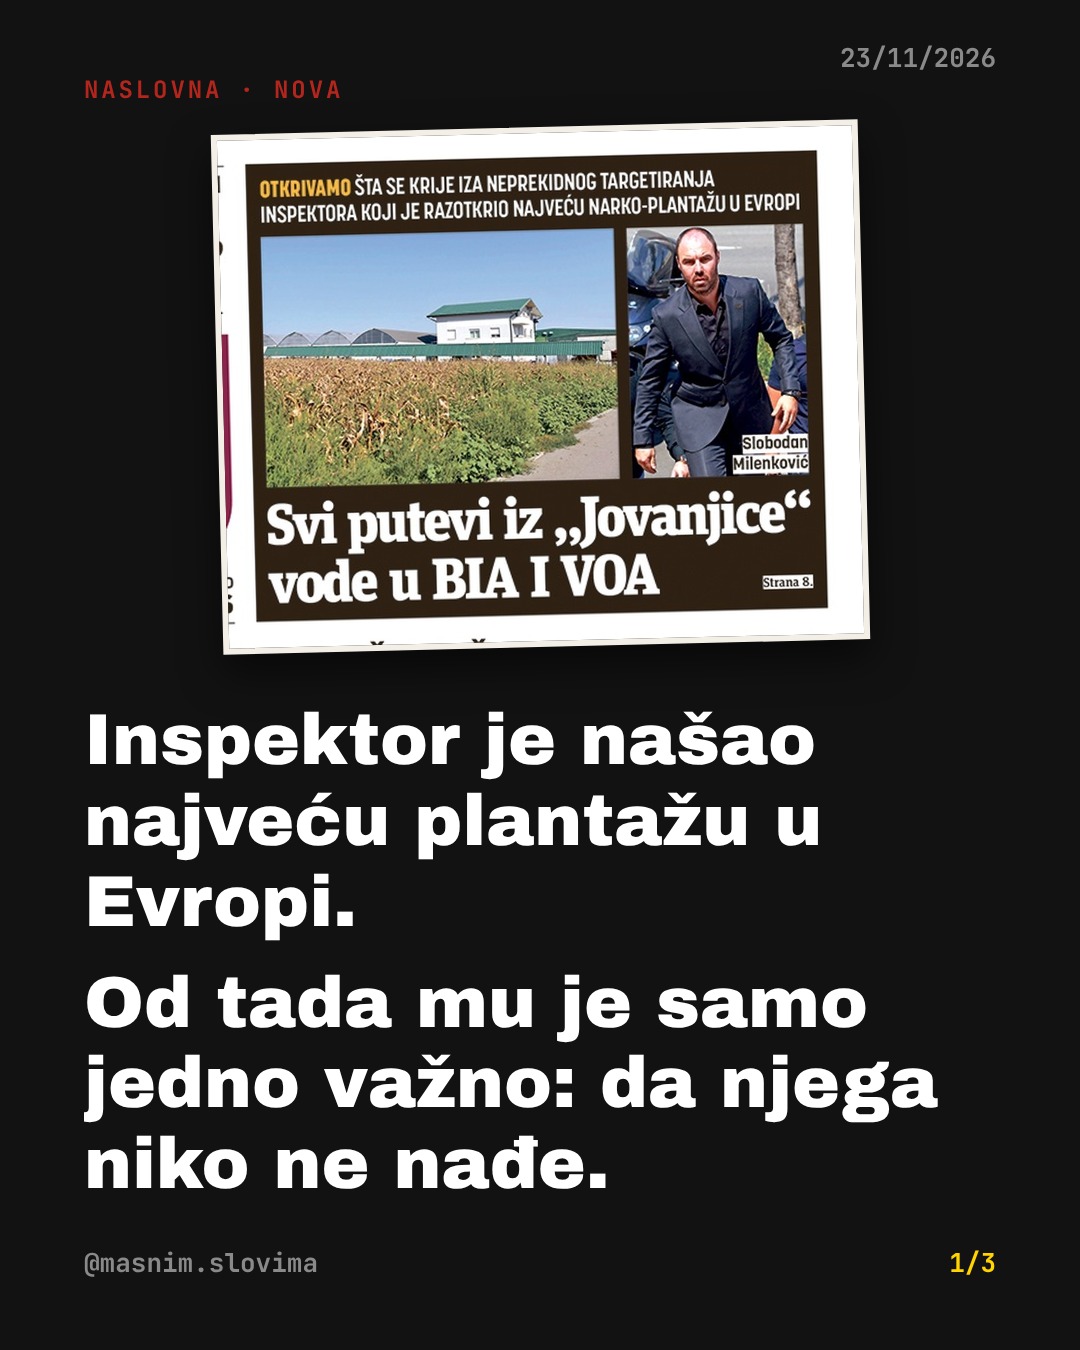 23/11/2026
NASLOVNA · NOVA
OTKRIVAMO ŠTA SE KRIJE IZA NEPREKIDNOG TARGETIRANJA
INSPEKTORA KOJI JE RAZOTKRIO NAJVEĆU NARKO-PLANTAŽU U EVROPI
Slobodan
Milenković
Svi putevi iz „Jovanjice“
vode u BIA I VOA
Strana 8.
Inspektor je našao
najveću plantažu u
Evropi.
Od tada mu je samo
jedno važno: da njega
niko ne nađe.
@masnim.slovima
1/3